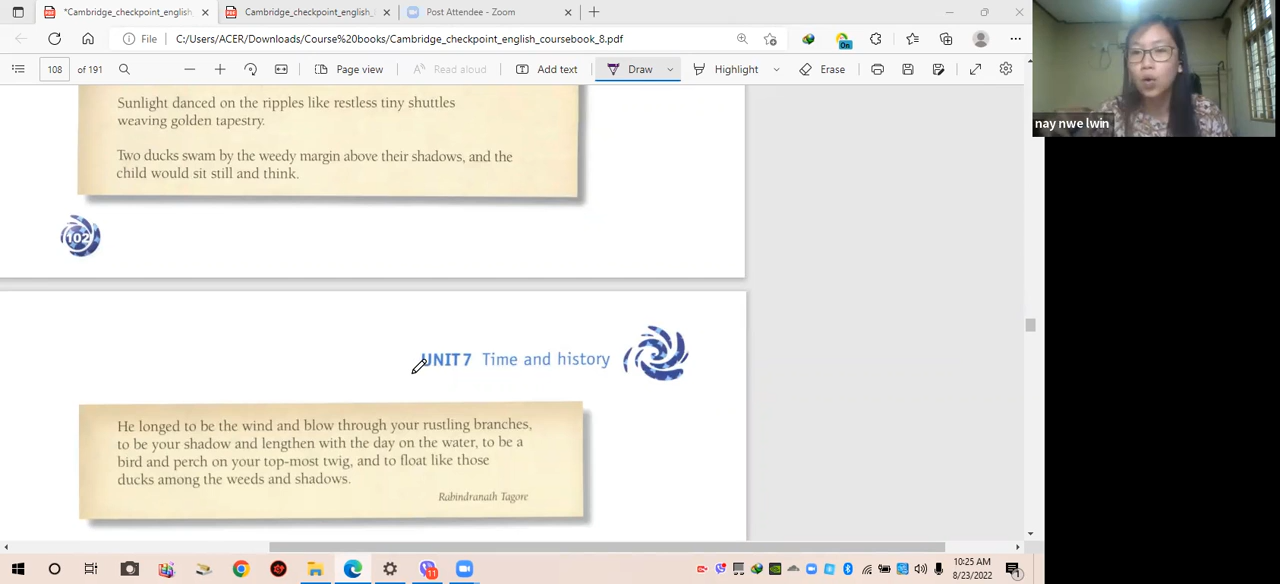 *Cambridge_checkpoint_english_
Cambridge_checkpoint_english_
Post Attendee - Zoom
File
C:/Users/ACER/Downloads/Course%20books/Cambridge_checkpoint_english_coursebook_8.pdf
On
108 of 191
Page view
Read aloud
Add text
Draw
Highlight
Erase
nay nwe lwin
Sunlight danced on the ripples like restless tiny shuttles
weaving golden tapestry.
Two ducks swam by the weedy margin above their shadows, and the
child would sit still and think.
102
UNIT 7 Time and history
He longed to be the wind and blow through your rustling branches,
to be your shadow and lengthen with the day on the water, to be a
bird and perch on your top-most twig, and to float like those
ducks among the weeds and shadows.
Rabindranath Tagore
11
10:25 AM
8/23/2022
1